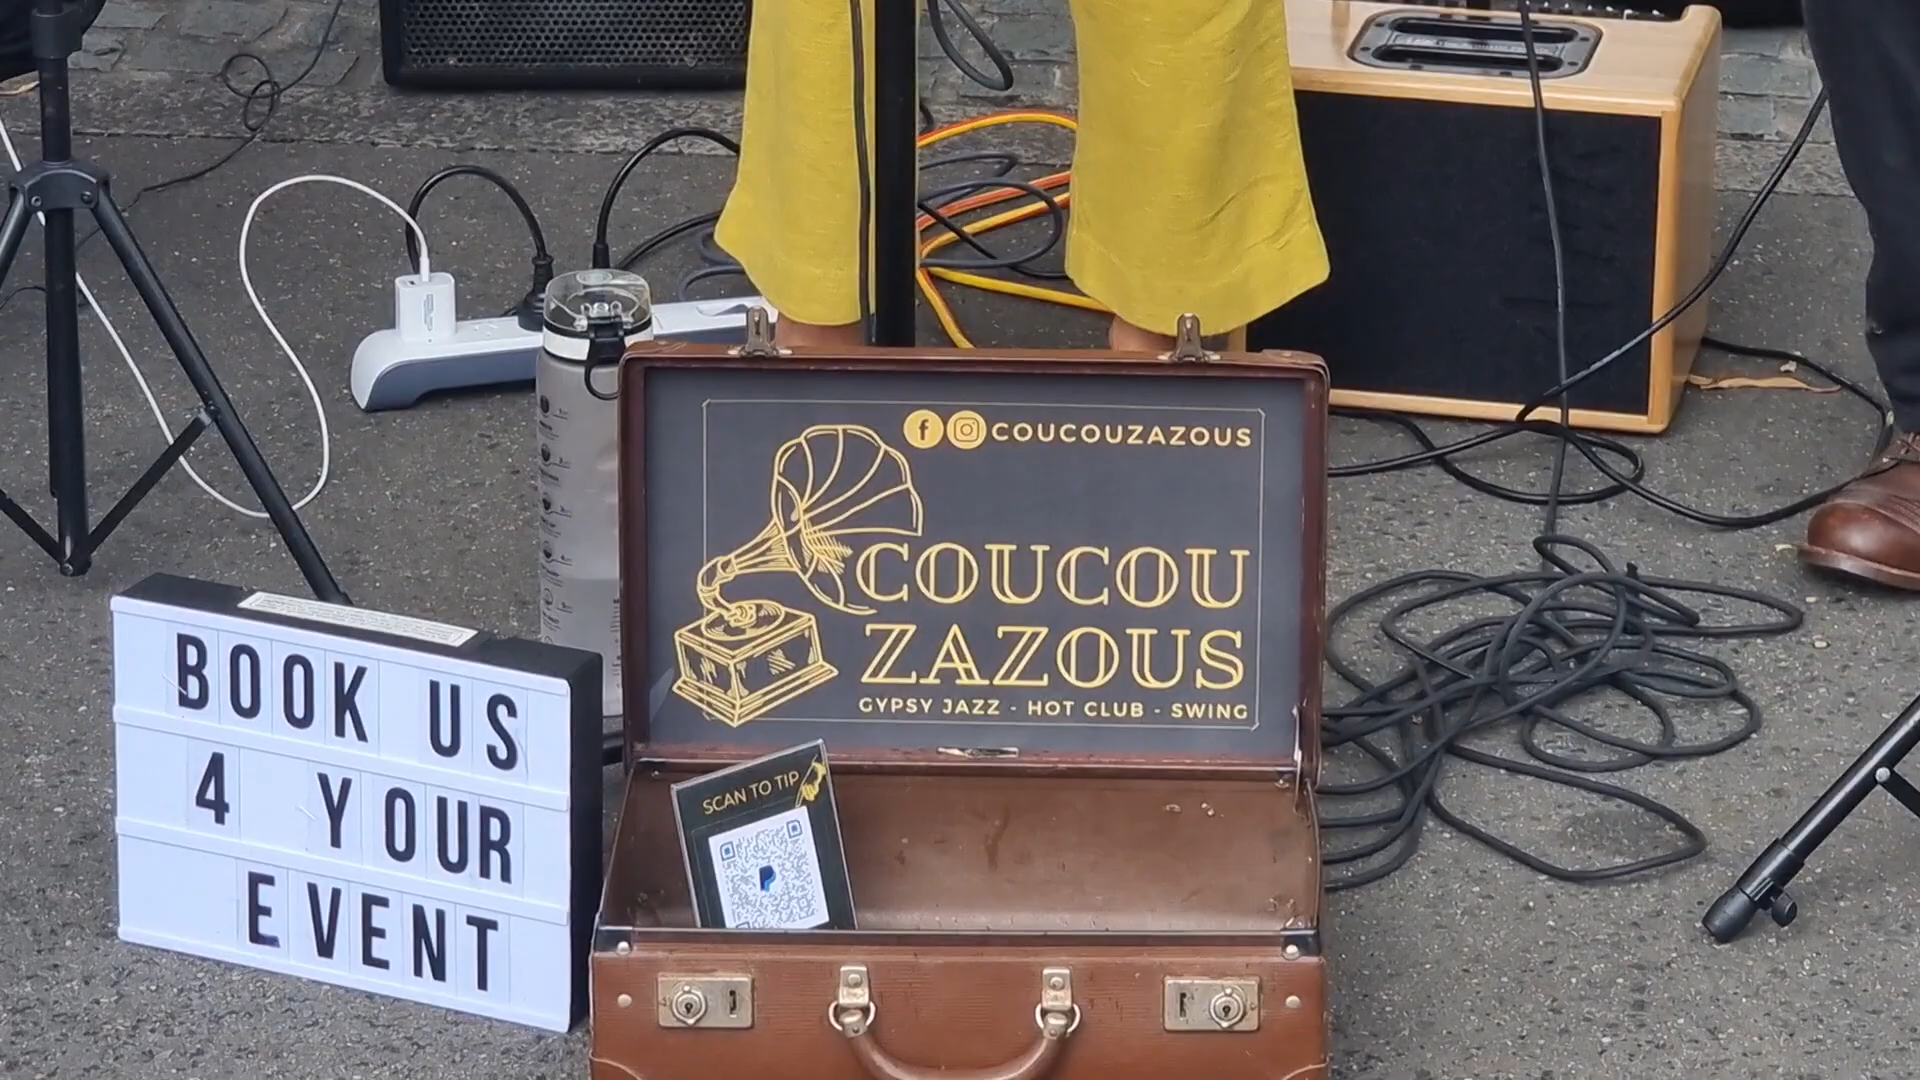 COUCOUZAZOUS
COUCOU
ZAZOUS
GYPSY JAZZ - HOT CLUB - SWING
SCAN TO TIP
BOOK US
4 YOUR
EVENT